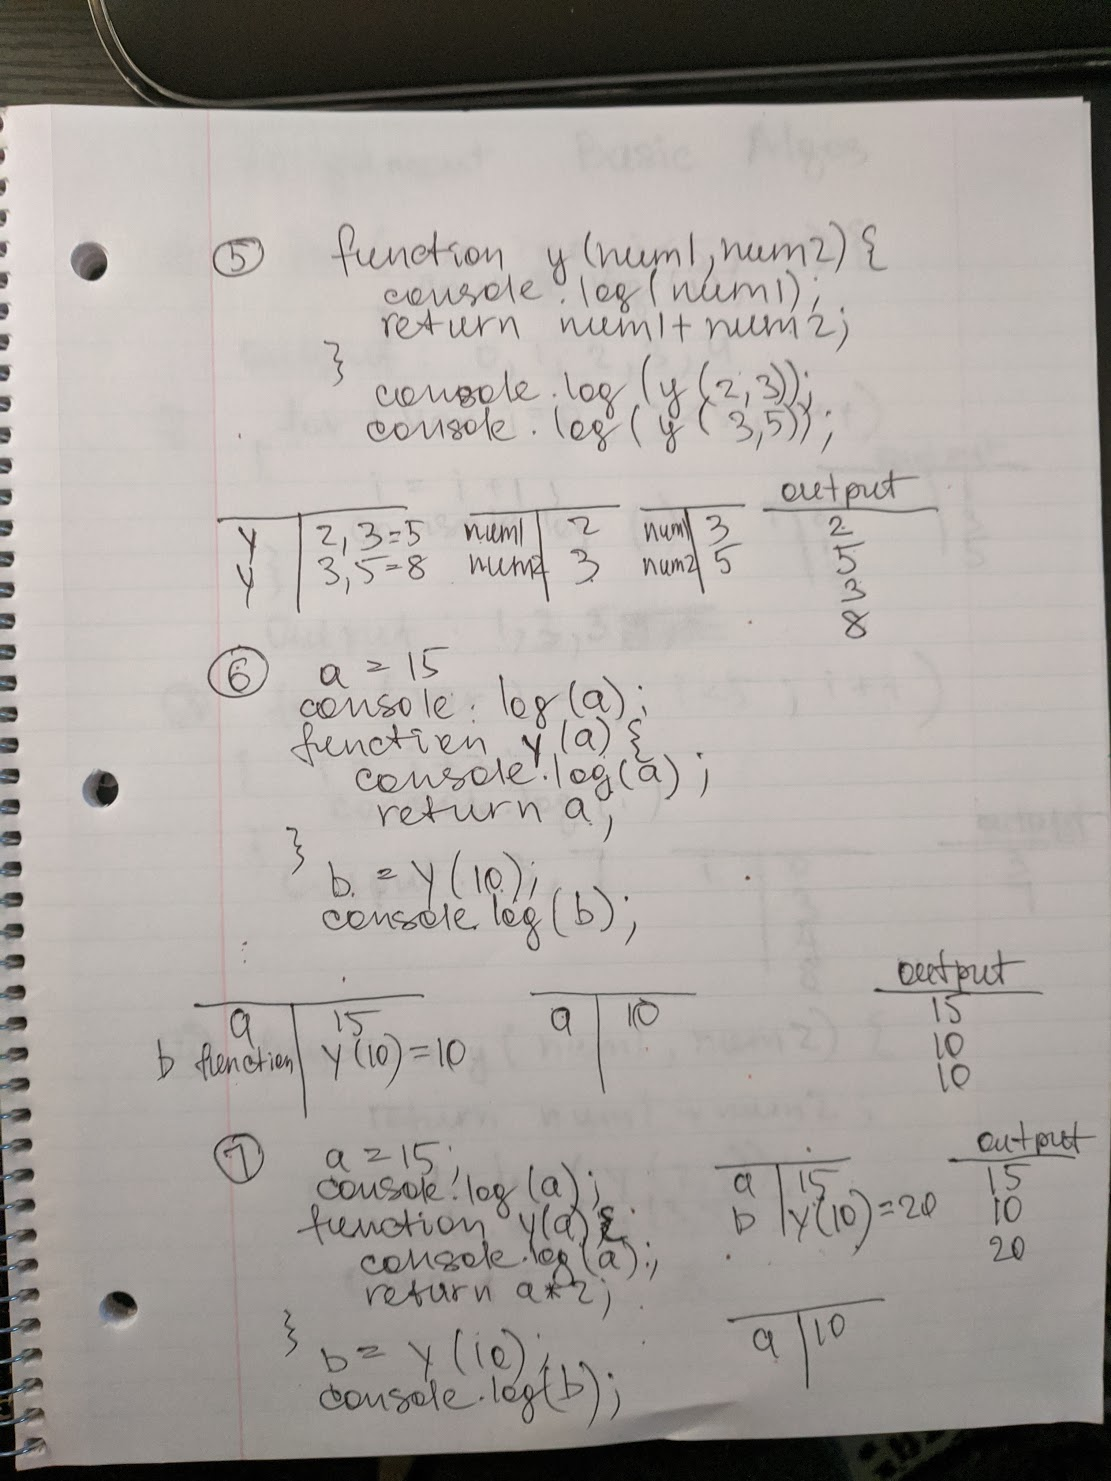 ⑤ function y (num1, num2) {
console.log(num1);
return num1 + num2;
}
console.log (y (2,3));
console.log ( y ( 3,5));
output
y 2, 3=5 num1 2 num1 3 2
y 3,5=8 num2 3 num2 5 5
3
8
⑥ a = 15
console.log(a);
function y (a) {
console.log(a);
return a;
}
b = y (10);
console.log(b);
output
a 15 a 10 15
b function y(10)=10 10
10
⑦ a = 15; output
console.log(a); a 15 15
function y(a) { b y(10)=20 10
console.log(a); 20
return a*2;
} a 10
b = y (10);
console.log(b);